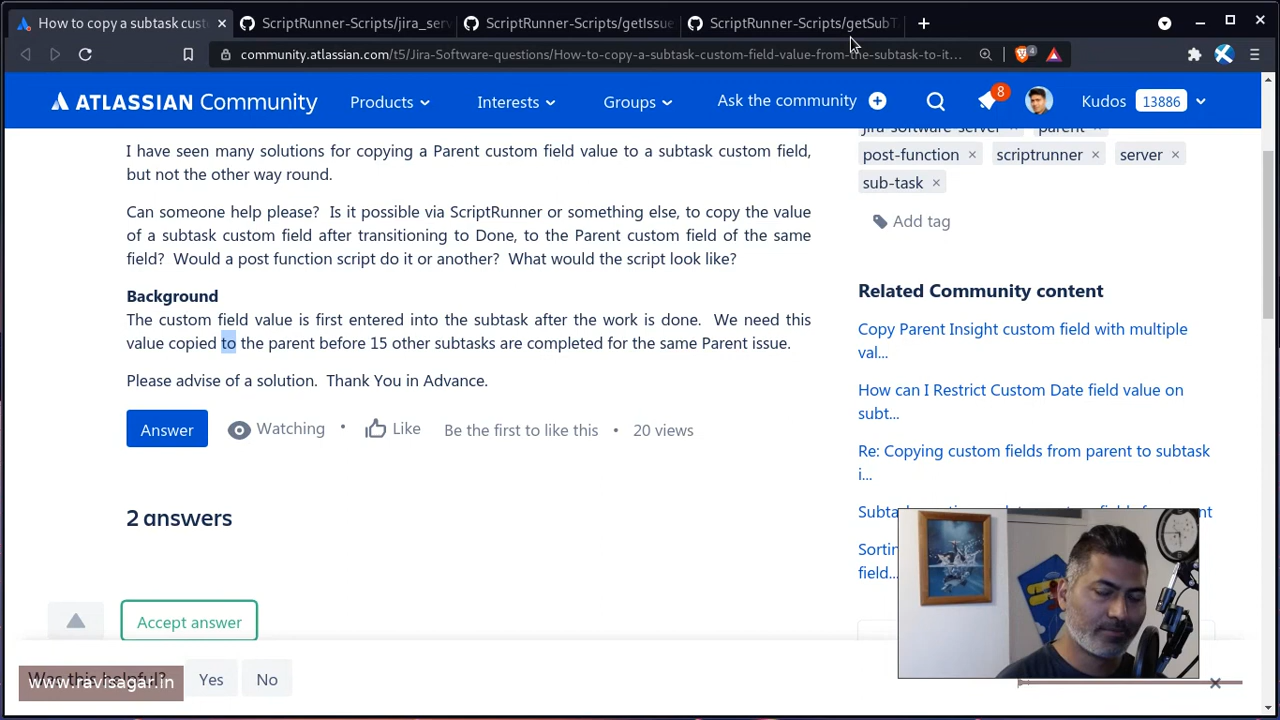 How to copy a subtask cust
ScriptRunner-Scripts/jira_serv
ScriptRunner-Scripts/getIssue
ScriptRunner-Scripts/getSubT
community.atlassian.com/t5/Jira-Software-questions/How-to-copy-a-subtask-custom-field-value-from-the-subtask-to-it...
4
ATLASSIAN Community
Products
Interests
Groups
Ask the community
8
Kudos
13886
I have seen many solutions for copying a Parent custom field value to a subtask custom field,
but not the other way round.
Can someone help please? Is it possible via ScriptRunner or something else, to copy the value
of a subtask custom field after transitioning to Done, to the Parent custom field of the same
field? Would a post function script do it or another? What would the script look like?
Background
The custom field value is first entered into the subtask after the work is done. We need this
value copied to the parent before 15 other subtasks are completed for the same Parent issue.
Please advise of a solution. Thank You in Advance.
Answer
Watching
•
Like
Be the first to like this
•
20 views
2 answers
Accept answer
Was this helpful?
Yes
No
www.ravisagar.in
jira-software-server ×
parent ×
post-function ×
scriptrunner ×
server ×
sub-task ×
Add tag
Related Community content
Copy Parent Insight custom field with multiple
val...
How can I Restrict Custom Date field value on
subt...
Re: Copying custom fields from parent to subtask
i...
field...